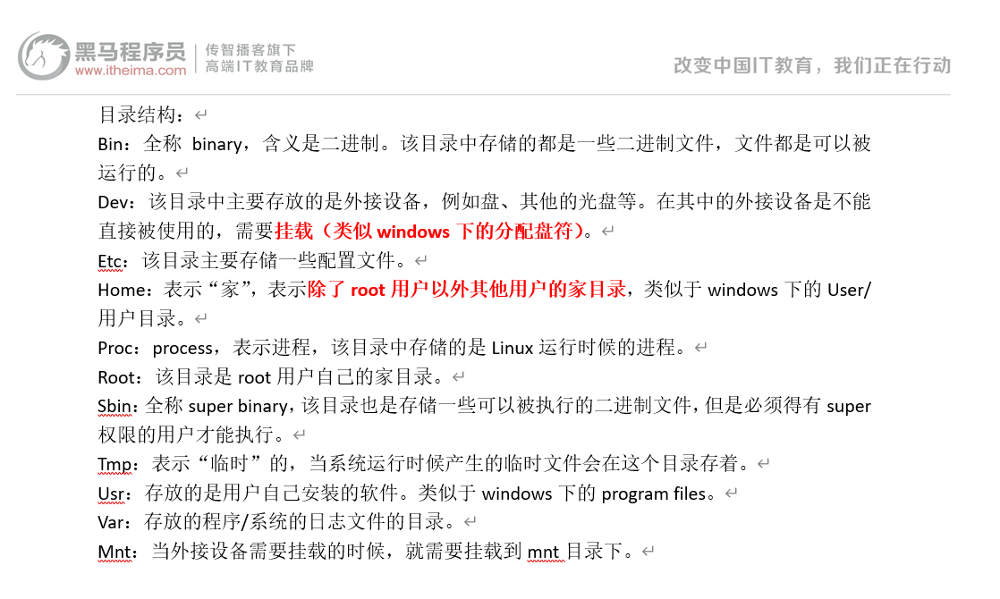 黑马程序员
www.itheima.com
传智播客旗下
高端IT教育品牌
改变中国IT教育，我们正在行动
目录结构：
Bin：全称 binary，含义是二进制。该目录中存储的都是一些二进制文件，文件都是可以被
运行的。
Dev：该目录中主要存放的是外接设备，例如盘、其他的光盘等。在其中的外接设备是不能
直接被使用的，需要挂载（类似 windows 下的分配盘符）。
Etc：该目录主要存储一些配置文件。
Home：表示“家”，表示除了 root 用户以外其他用户的家目录，类似于 windows 下的 User/
用户目录。
Proc：process，表示进程，该目录中存储的是 Linux 运行时候的进程。
Root：该目录是 root 用户自己的家目录。
Sbin：全称 super binary，该目录也是存储一些可以被执行的二进制文件，但是必须得有 super
权限的用户才能执行。
Tmp：表示“临时”的，当系统运行时候产生的临时文件会在这个目录存着。
Usr：存放的是用户自己安装的软件。类似于 windows 下的 program files。
Var：存放的程序/系统的日志文件的目录。
Mnt：当外接设备需要挂载的时候，就需要挂载到 mnt 目录下。